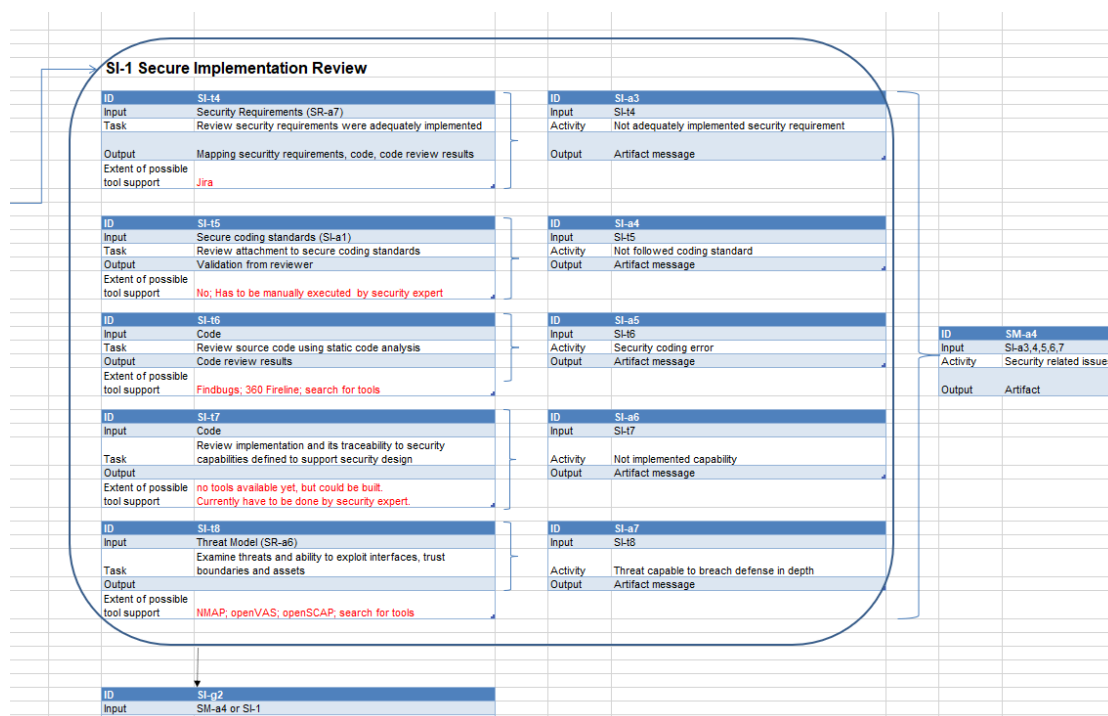 SI-1 Secure Implementation Review
ID SI-t4
Input Security Requirements (SR-a7)
Task Review security requirements were adequately implemented
Output Mapping securitty requirements, code, code review results
Extent of possible
tool support Jira
ID SI-a3
Input SI-t4
Activity Not adequately implemented security requirement
Output Artifact message
ID SI-t5
Input Secure coding standards (SI-a1)
Task Review attachment to secure coding standards
Output Validation from reviewer
Extent of possible
tool support No; Has to be manually executed by security expert
ID SI-a4
Input SI-t5
Activity Not followed coding standard
Output Artifact message
ID SI-t6
Input Code
Task Review source code using static code analysis
Output Code review results
Extent of possible
tool support Findbugs; 360 Fireline; search for tools
ID SI-a5
Input SI-t6
Activity Security coding error
Output Artifact message
ID SM-a4
Input SI-a3,4,5,6,7
Activity Security related issues
Output Artifact
ID SI-t7
Input Code
Review implementation and its traceability to security
Task capabilities defined to support security design
Output
Extent of possible no tools available yet, but could be built.
tool support Currently have to be done by security expert.
ID SI-a6
Input SI-t7
Activity Not implemented capability
Output Artifact message
ID SI-t8
Input Threat Model (SR-a6)
Examine threats and ability to exploit interfaces, trust
Task boundaries and assets
Output
Extent of possible
tool support NMAP; openVAS; openSCAP; search for tools
ID SI-a7
Input SI-t8
Activity Threat capable to breach defense in depth
Output Artifact message
ID SI-g2
Input SM-a4 or SI-1